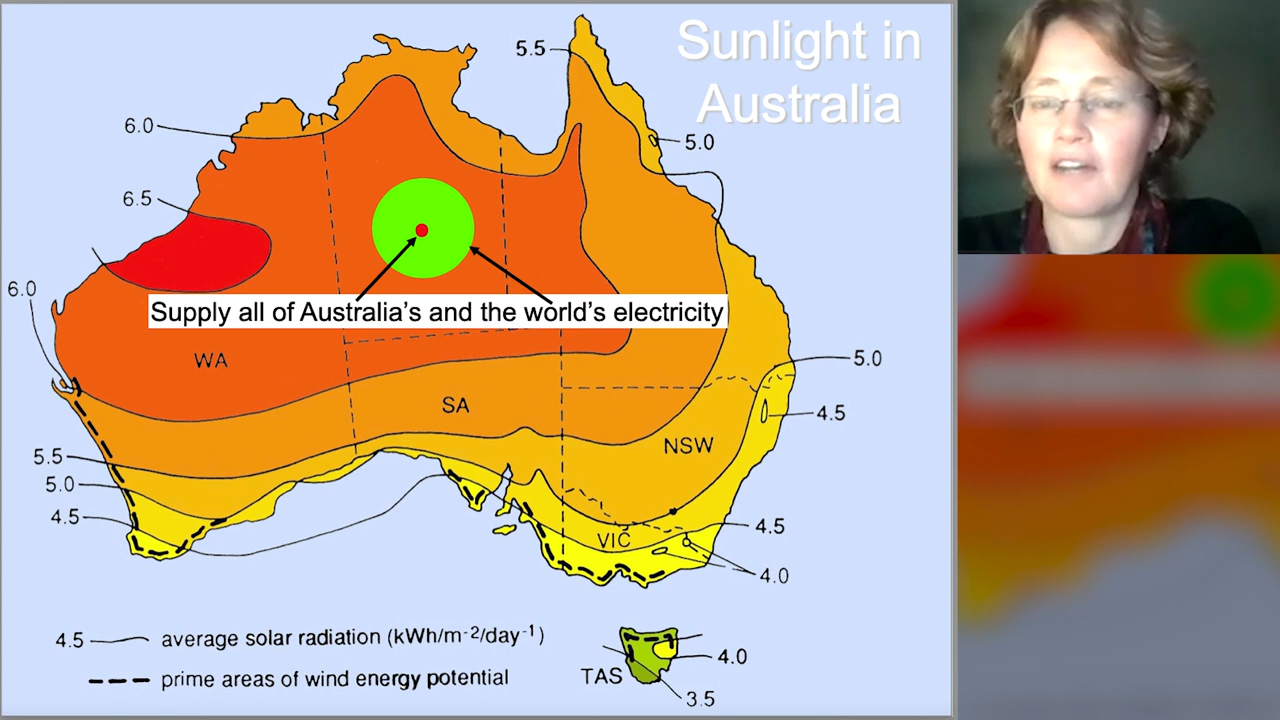 Sunlight in
Australia
5.5
6.0
5.0
6.5
6.0
Supply all of Australia's and the world's electricity
WA
5.0
SA
4.5
NSW
5.5
5.0
4.5
4.5
VIC
4.0
4.5 average solar radiation (kWh/m-2/day-1)
4.0
prime areas of wind energy potential
TAS
3.5